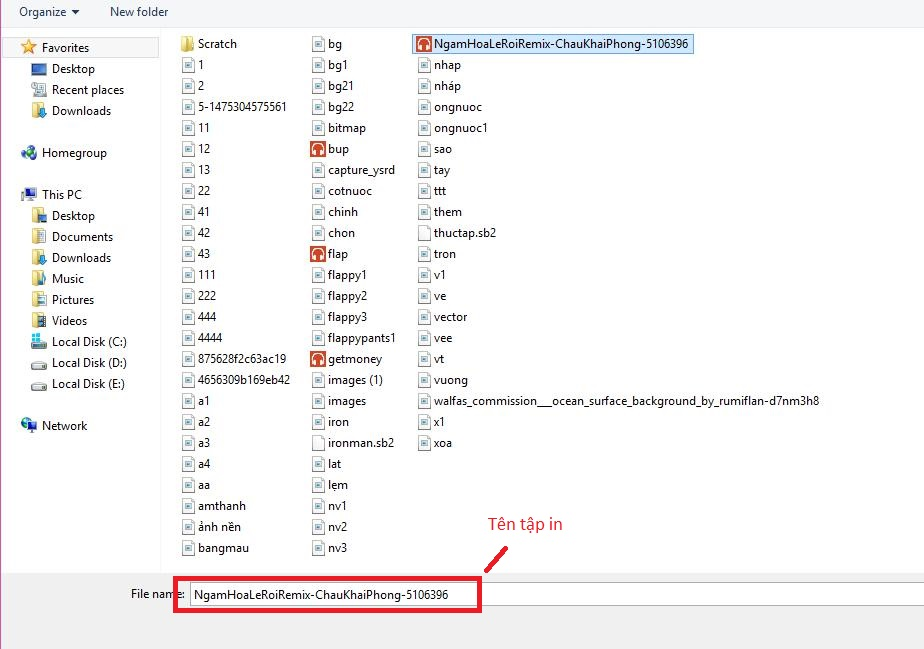 Organize New folder
Favorites
Desktop
Recent places
Downloads
Homegroup
This PC
Desktop
Documents
Downloads
Music
Pictures
Videos
Local Disk (C:)
Local Disk (D:)
Local Disk (E:)
Network
Scratch
1
2
5-1475304575561
11
12
13
22
41
42
43
111
222
444
4444
875628f2c63ac19
4656309b169eb42
a1
a2
a3
a4
aa
amthanh
ảnh nền
bangmau
bg
bg1
bg21
bg22
bitmap
bup
capture_ysrd
cotnuoc
chinh
chon
flap
flappy1
flappy2
flappy3
flappypants1
getmoney
images (1)
images
iron
ironman.sb2
lat
lẹm
nv1
nv2
nv3
NgamHoaLeRoiRemix-ChauKhaiPhong-5106396
nhap
nháp
ongnuoc
ongnuoc1
sao
tay
ttt
them
thuctap.sb2
tron
v1
ve
vector
vee
vt
vuong
walfas_commission___ocean_surface_background_by_rumiflan-d7nm3h8
x1
xoa
Tên tập in
File name: NgamHoaLeRoiRemix-ChauKhaiPhong-5106396